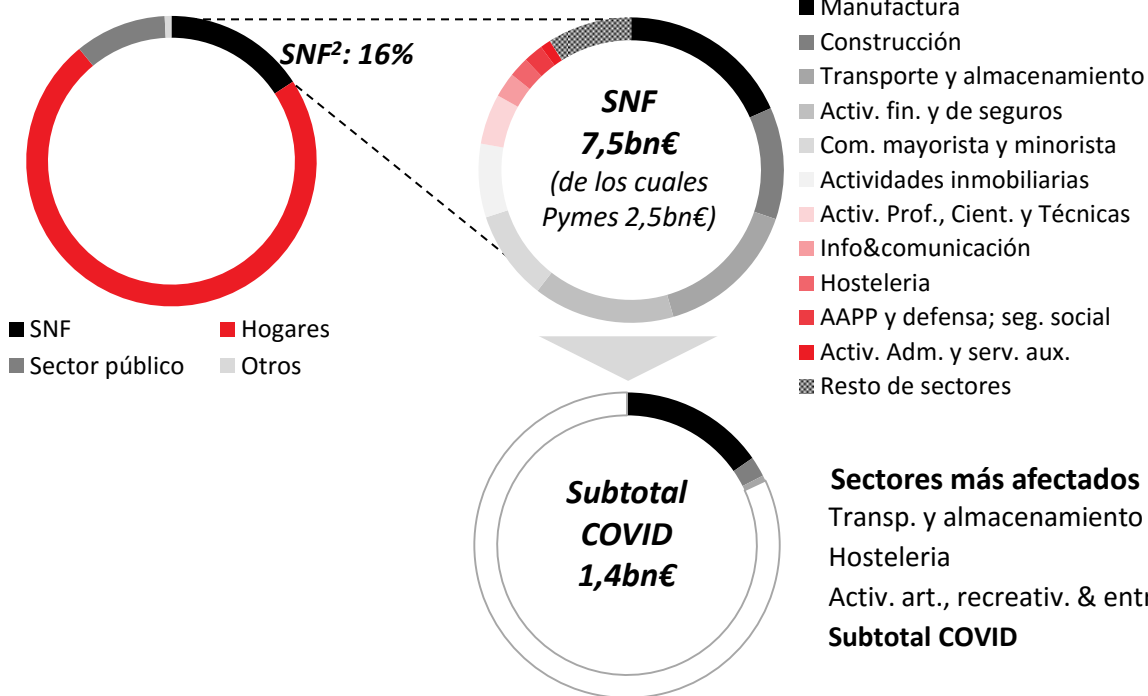 SNF²: 16%
SNF
Hogares
Sector público
Otros
SNF
7,5bn€
(de los cuales
Pymes 2,5bn€)
Manufactura
Construcción
Transporte y almacenamiento
Activ. fin. y de seguros
Com. mayorista y minorista
Actividades inmobiliarias
Activ. Prof., Cient. y Técnicas
Info&comunicación
Hosteleria
AAPP y defensa; seg. social
Activ. Adm. y serv. aux.
Resto de sectores
Subtotal
COVID
1,4bn€
Sectores más afectados
Transp. y almacenamiento
Hosteleria
Activ. art., recreativ. &
Subtotal COVID